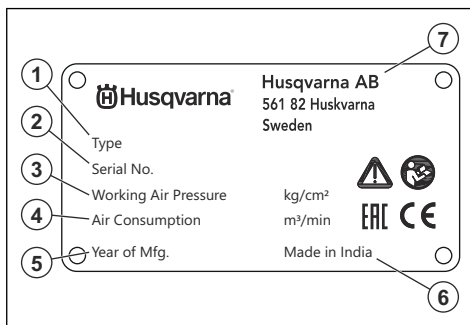 7
1
Husqvarna®
Husqvarna AB
561 82 Huskvarna
Sweden
2
Type
Serial No.
3
Working Air Pressure kg/cm²
4
Air Consumption m³/min
EAC CE
5
Year of Mfg. Made in India
6